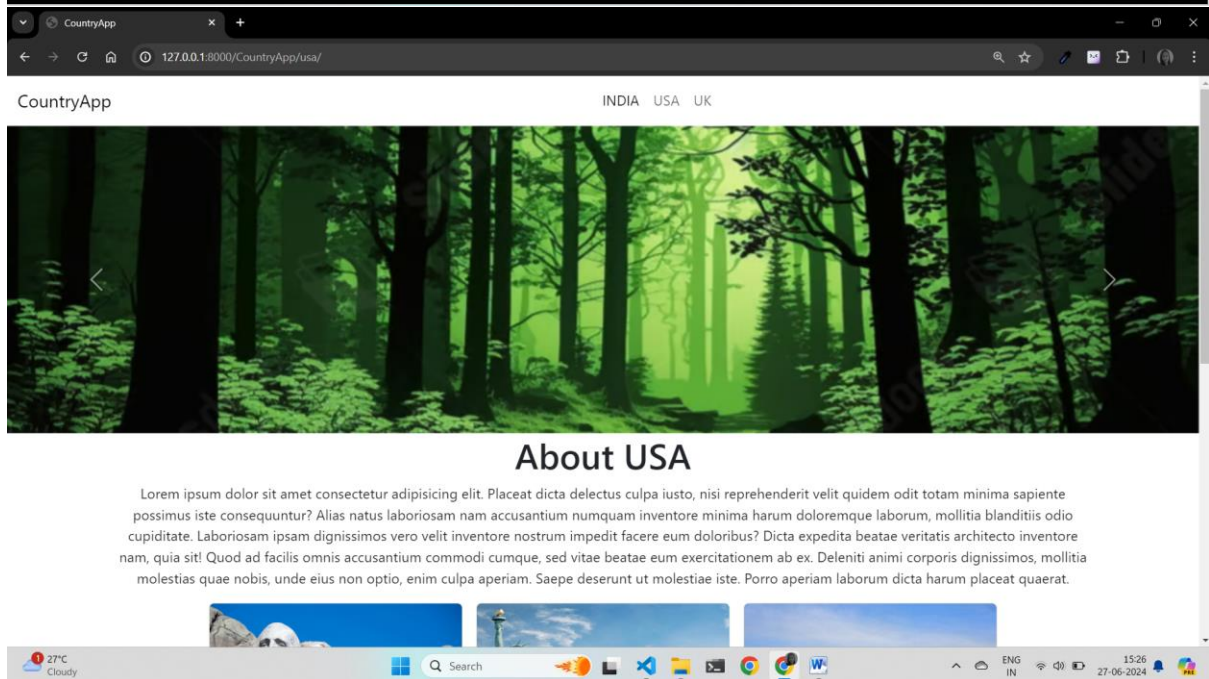 CountryApp
127.0.0.1:8000/CountryApp/usa/
CountryApp INDIA USA UK
About USA
Lorem ipsum dolor sit amet consectetur adipisicing elit. Placeat dicta delectus culpa iusto, nisi reprehenderit velit quidem odit totam minima sapiente
possimus iste consequuntur? Alias natus laboriosam nam accusantium numquam inventore minima harum doloremque laborum, mollitia blanditiis odio
cupiditate. Laboriosam ipsam dignissimos vero velit inventore nostrum impedit facere eum doloribus? Dicta expedita beatae veritatis architecto inventore
nam, quia sit! Quod ad facilis omnis accusantium commodi cumque, sed vitae beatae eum exercitationem ab ex. Deleniti animi corporis dignissimos, mollitia
molestias quae nobis, unde eius non optio, enim culpa aperiam. Saepe deserunt ut molestiae iste. Porro aperiam laborum dicta harum placeat quaerat.
1 27°C
Cloudy
Search
ENG
IN
15:26
27-06-2024